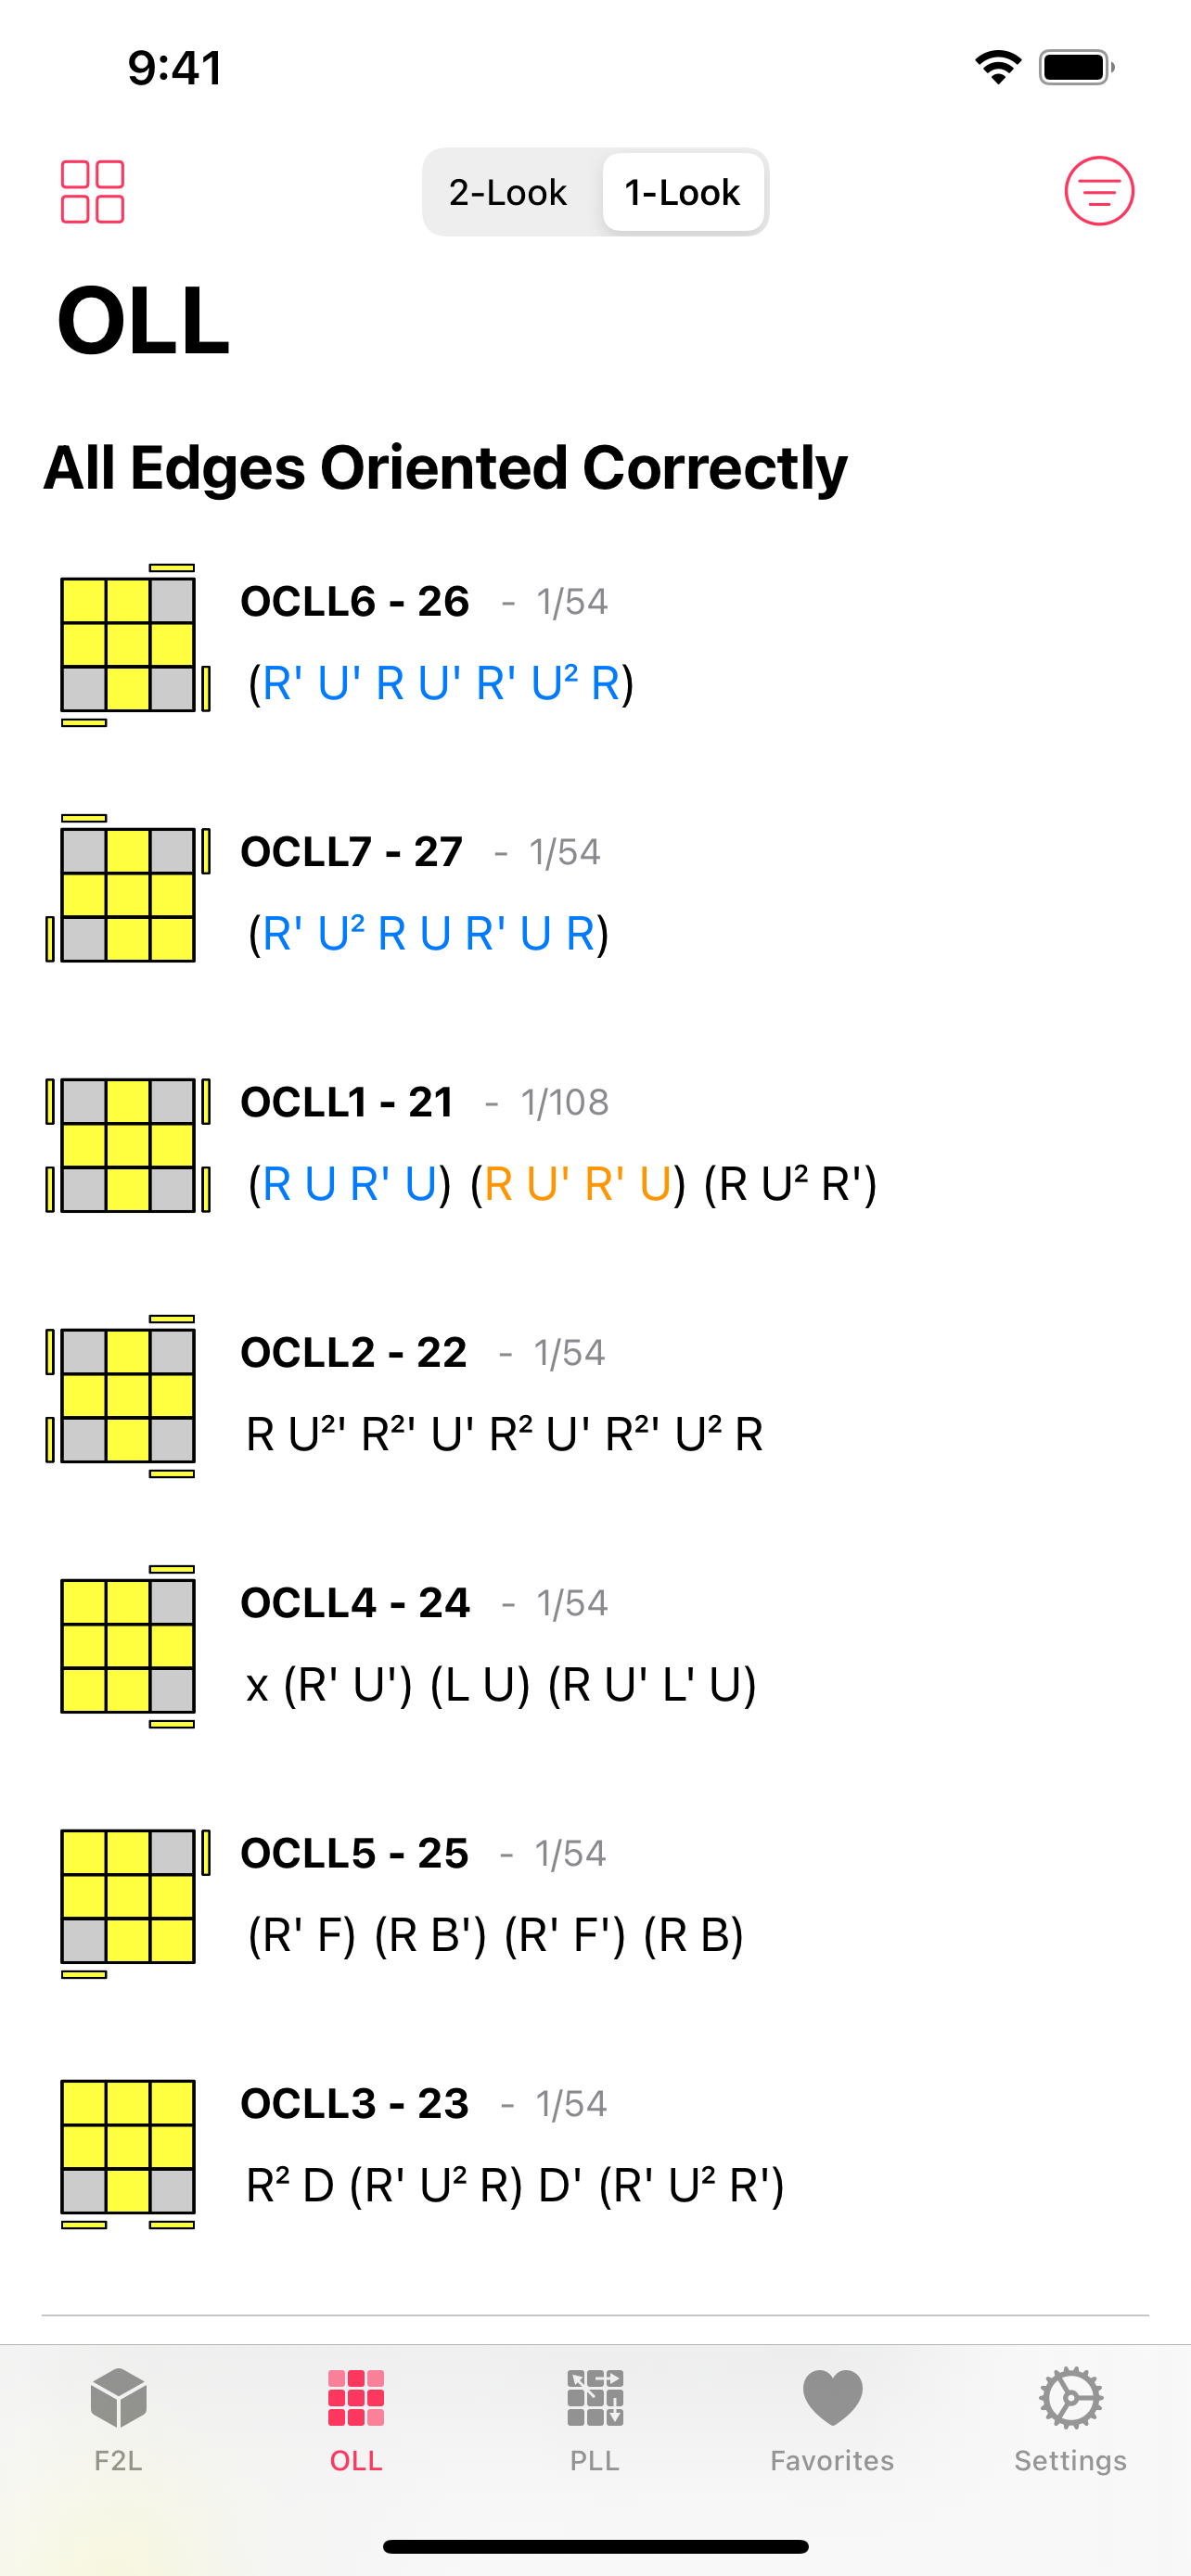 9:41
2-Look 1-Look
OLL
All Edges Oriented Correctly
OCLL6 - 26 - 1/54
(R' U' R U' R' U² R)
OCLL7 - 27 - 1/54
(R' U² R U R' U R)
OCLL1 - 21 - 1/108
(R U R' U) (R U' R' U) (R U² R')
OCLL2 - 22 - 1/54
R U²' R²' U' R² U' R²' U² R
OCLL4 - 24 - 1/54
x (R' U') (L U) (R U' L' U)
OCLL5 - 25 - 1/54
(R' F) (R B') (R' F') (R B)
OCLL3 - 23 - 1/54
R² D (R' U² R) D' (R' U² R')
F2L OLL PLL Favorites Settings